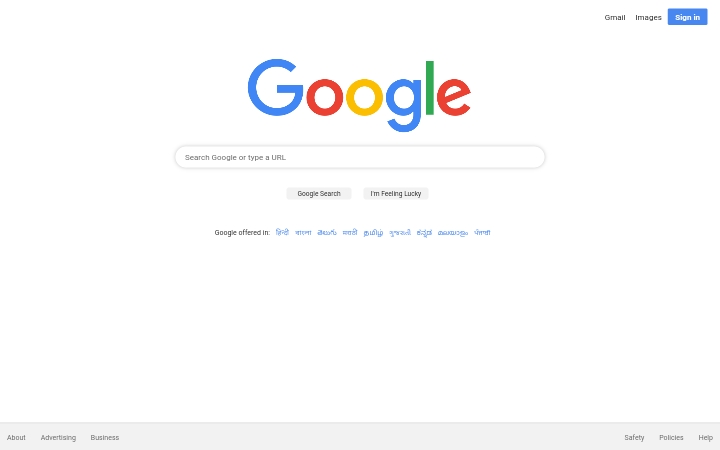 Gmail Images Sign in
Google
Search Google or type a URL
Google Search I'm Feeling Lucky
Google offered in: हिन्दी বাংলা తెలుగు मराठी தமிழ் ગુજરાતી ಕನ್ನಡ മലയാളം ਪੰਜਾਬੀ
About Advertising Business Safety Policies Help